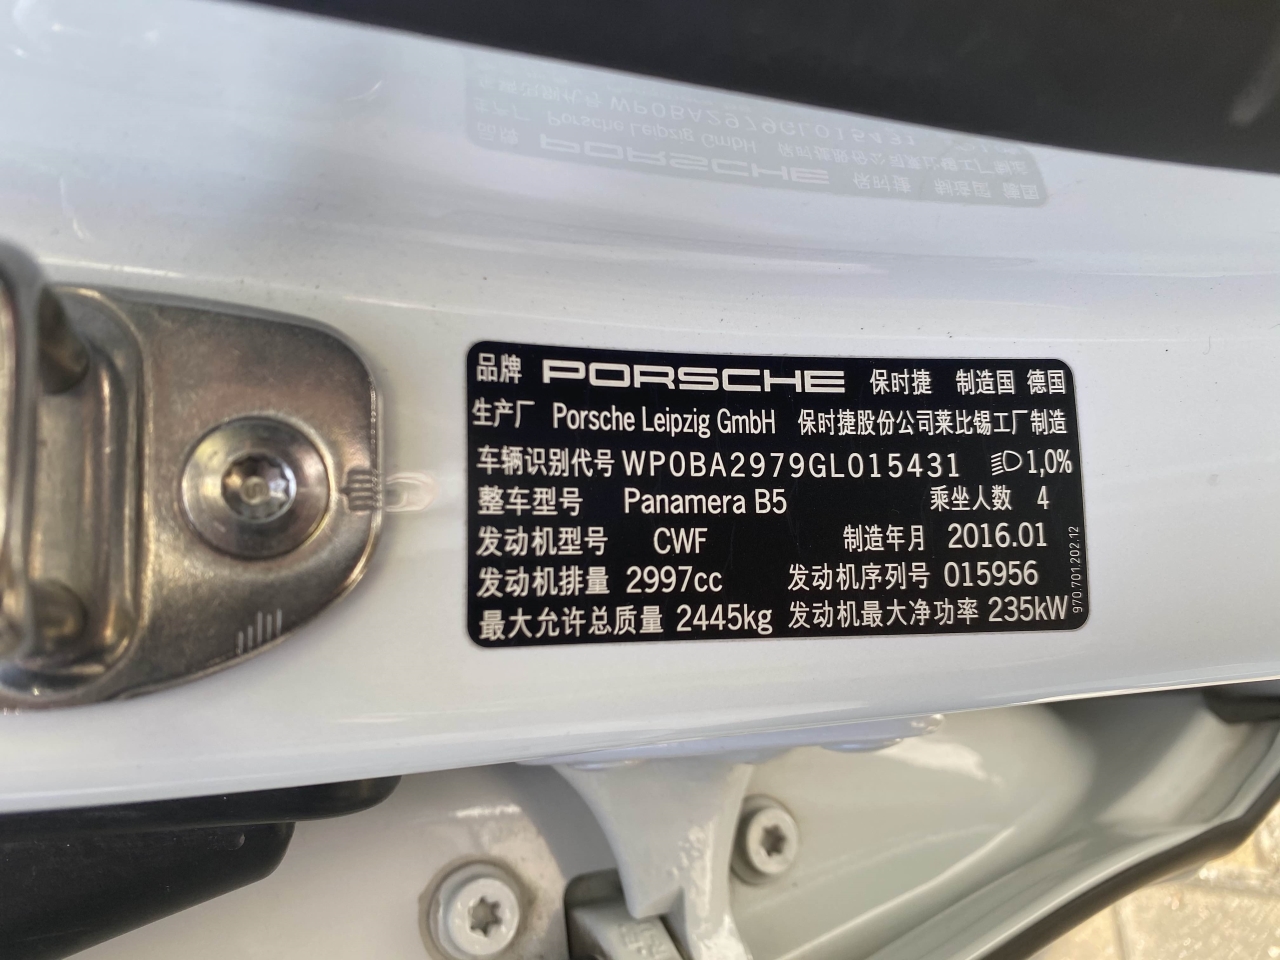 品牌 PORSCHE 保时捷 制造国 德国
生产厂 Porsche Leipzig GmbH 保时捷股份公司莱比锡工厂制造
车辆识别代号 WP0BA2979GL015431 1,0%
整车型号 Panamera B5 乘坐人数 4
发动机型号 CWF 制造年月 2016.01
发动机排量 2997cc 发动机序列号 015956
最大允许总质量 2445kg 发动机最大净功率 235kW
970.701.202.12